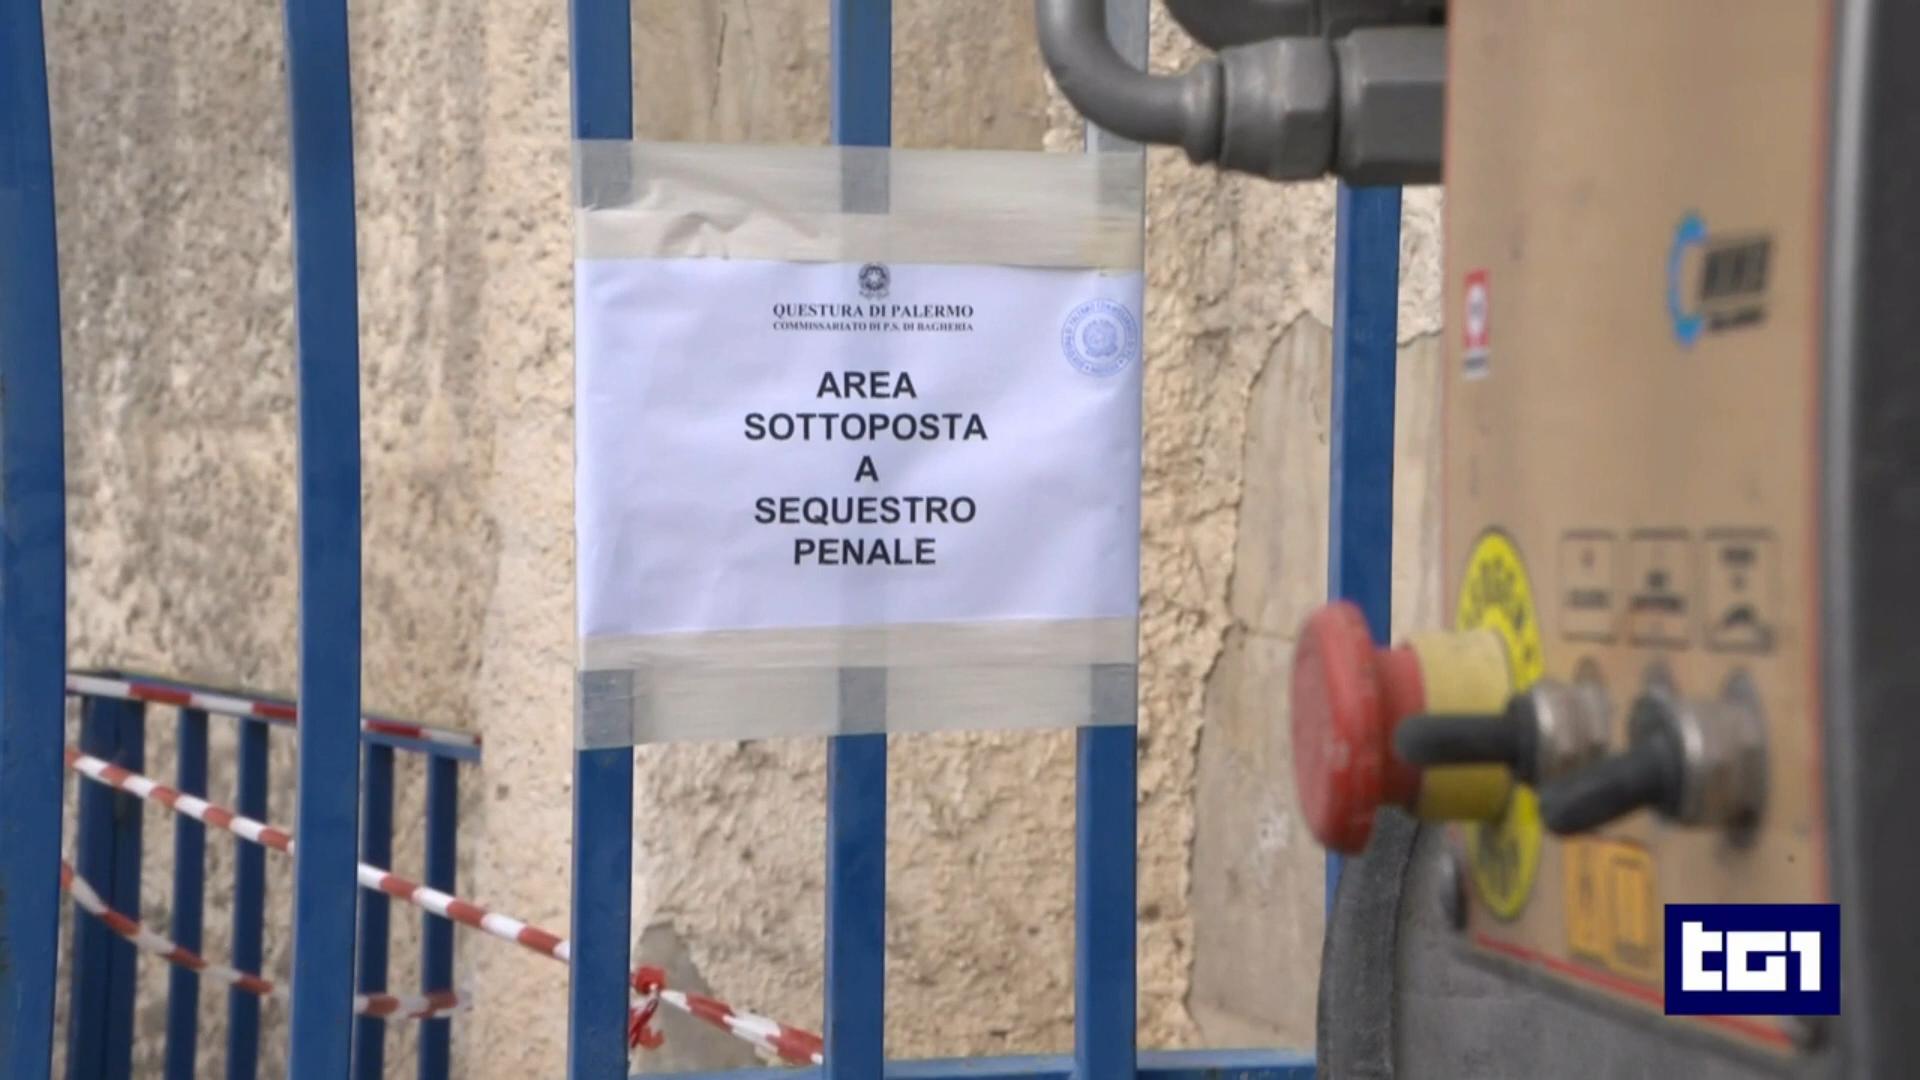 QUESTURA DI PALERMO
COMMISSARIATO DI P.S. DI BAGHERIA
AREA
SOTTOPOSTA
A
SEQUESTRO
PENALE
tG1